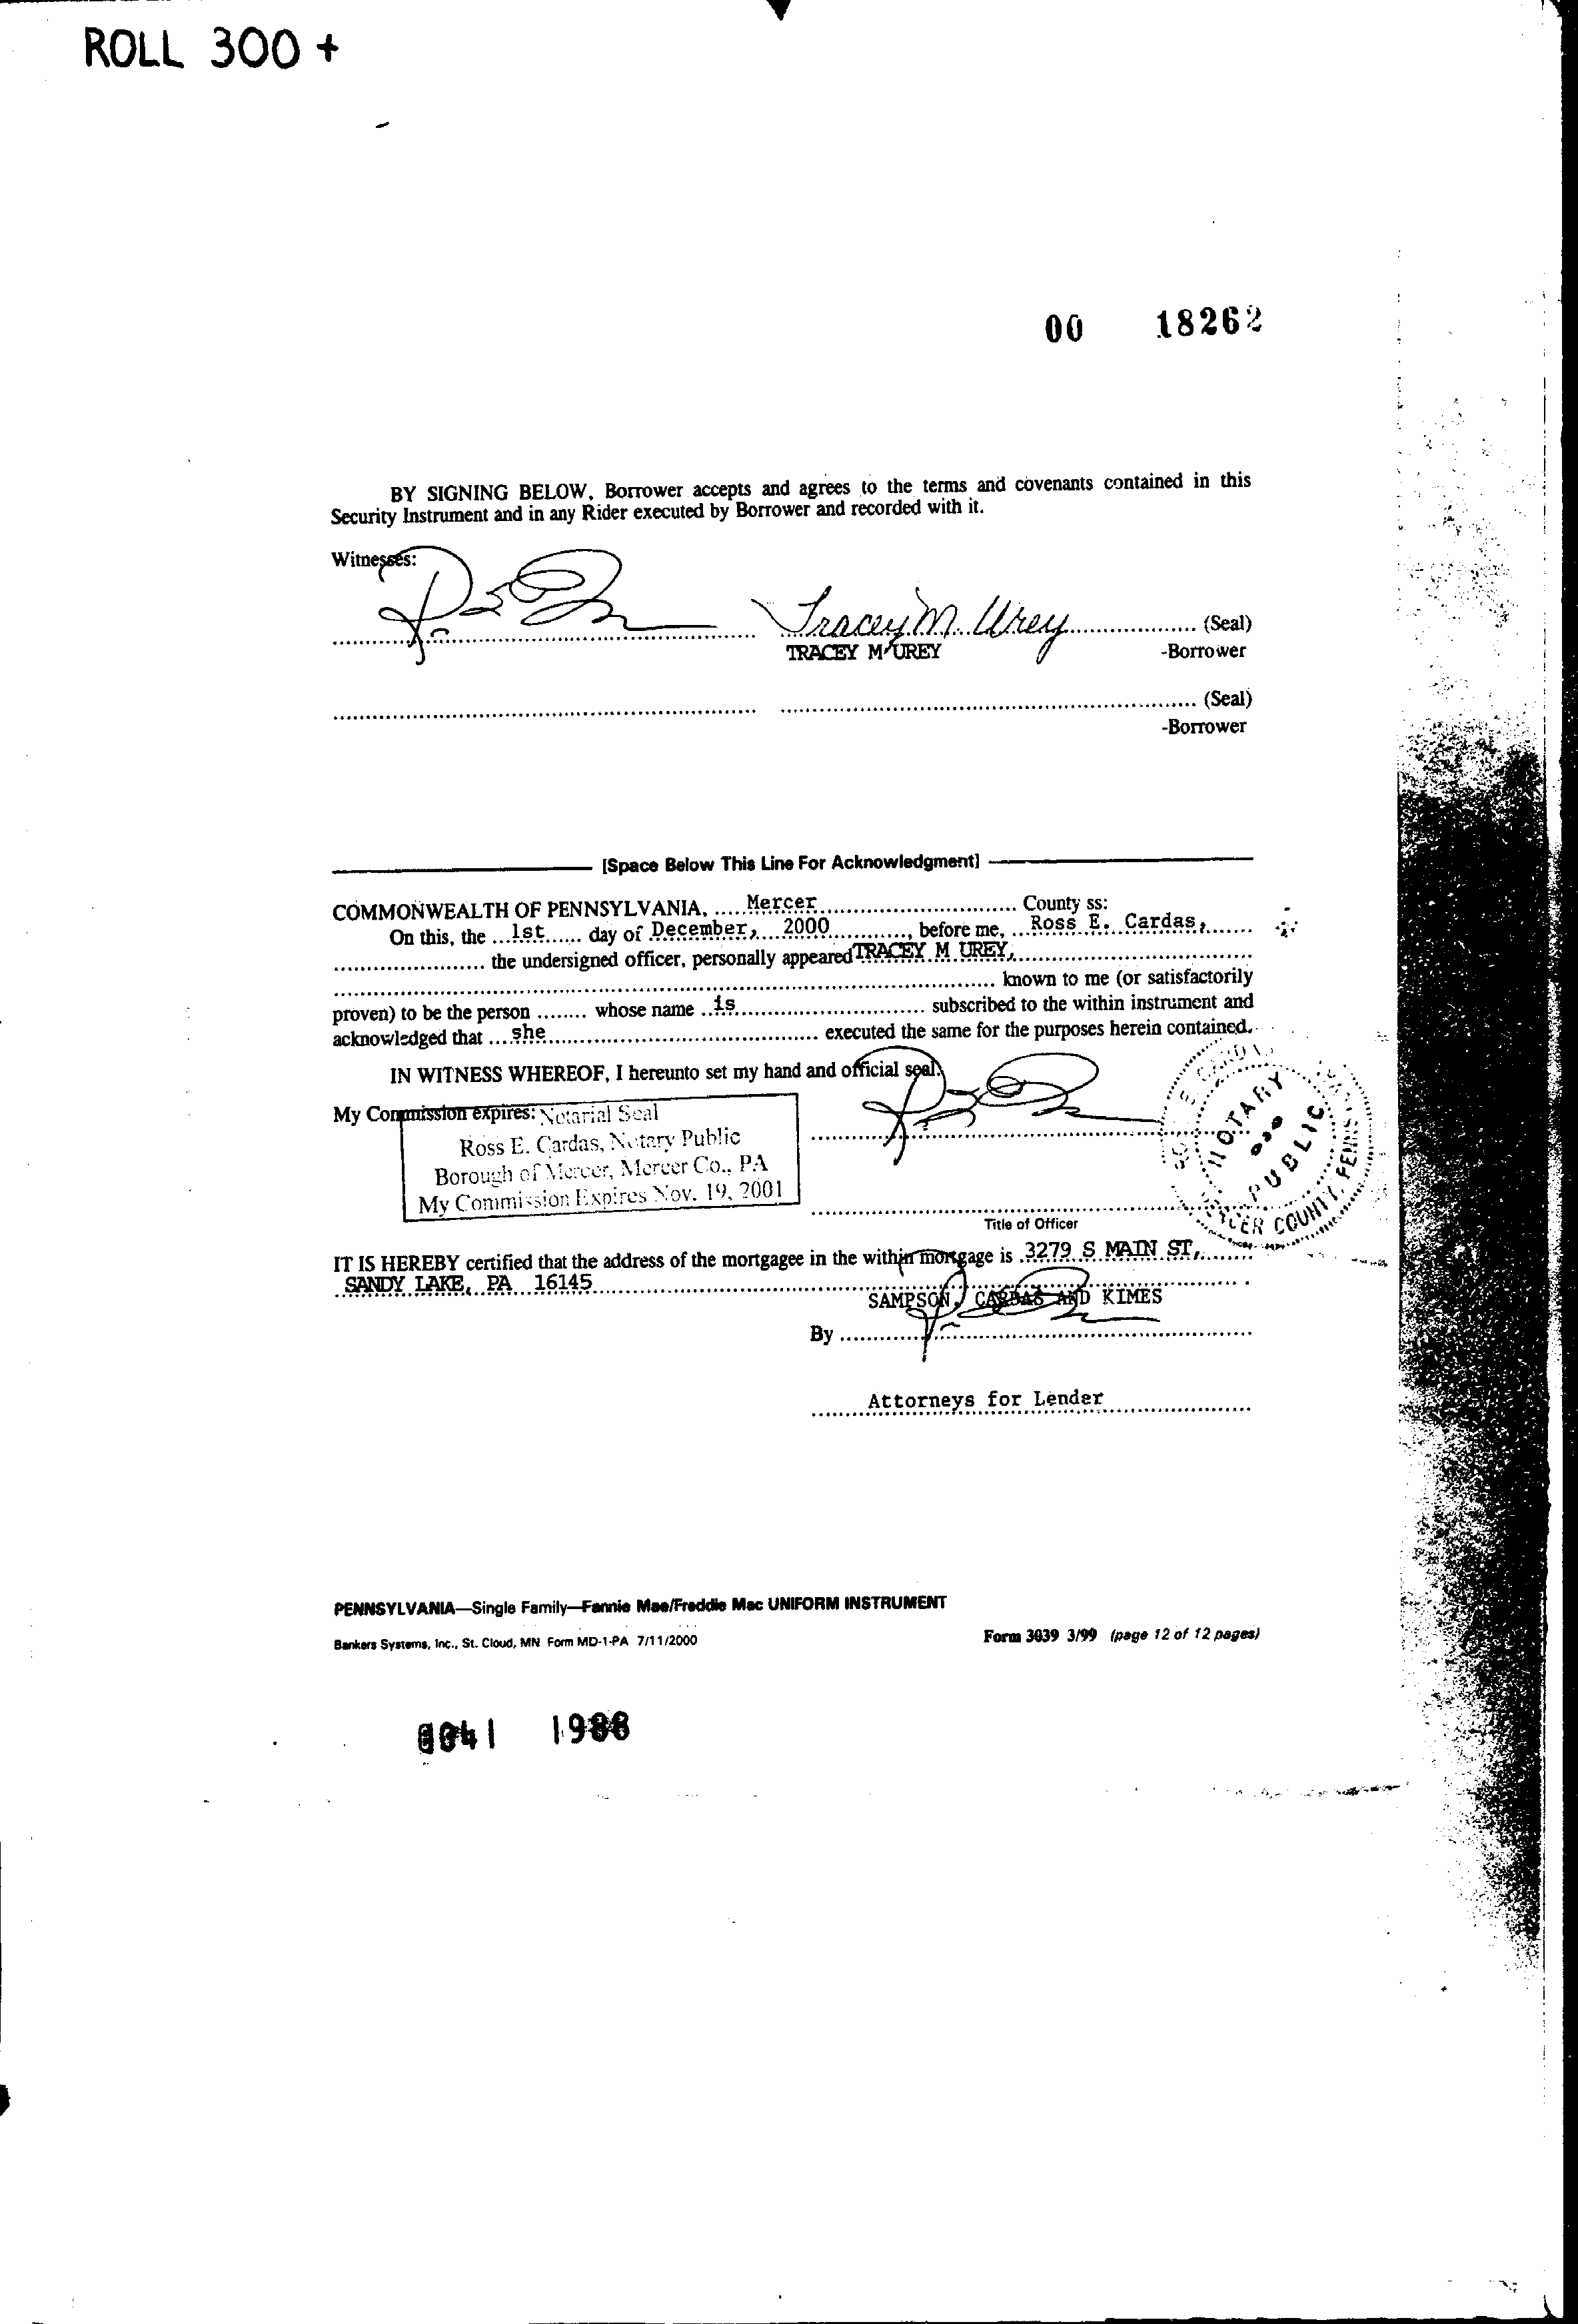 ROLL 300 +
00 18262
BY SIGNING BELOW, Borrower accepts and agrees to the terms and covenants contained in this
Security Instrument and in any Rider executed by Borrower and recorded with it.
Witnesses:
Tracey M. Urey (Seal)
TRACEY M UREY -Borrower
(Seal)
-Borrower
[Space Below This Line For Acknowledgment]
COMMONWEALTH OF PENNSYLVANIA, Mercer County ss:
On this, the 1st day of December, 2000, before me, Ross E. Cardas,
the undersigned officer, personally appeared TRACEY M UREY,
known to me (or satisfactorily
proven) to be the person whose name is subscribed to the within instrument and
acknowledged that she executed the same for the purposes herein contained.
IN WITNESS WHEREOF, I hereunto set my hand and official seal.
My Commission expires: Notarial Seal
Ross E. Cardas, Notary Public
Borough of Mercer, Mercer Co., PA
My Commission Expires Nov. 19, 2001
NOTARY
PUBLIC
COUNTY,
Title of Officer
IT IS HEREBY certified that the address of the mortgagee in the within mortgage is 3279 S MAIN ST,
SANDY LAKE, PA 16145
SAMPSON, CARDAS AND KIMES
By
Attorneys for Lender
PENNSYLVANIA—Single Family—Fannie Mae/Freddie Mac UNIFORM INSTRUMENT
Bankers Systems, Inc., St. Cloud, MN Form MD-1-PA 7/11/2000
Form 3039 3/99 (page 12 of 12 pages)